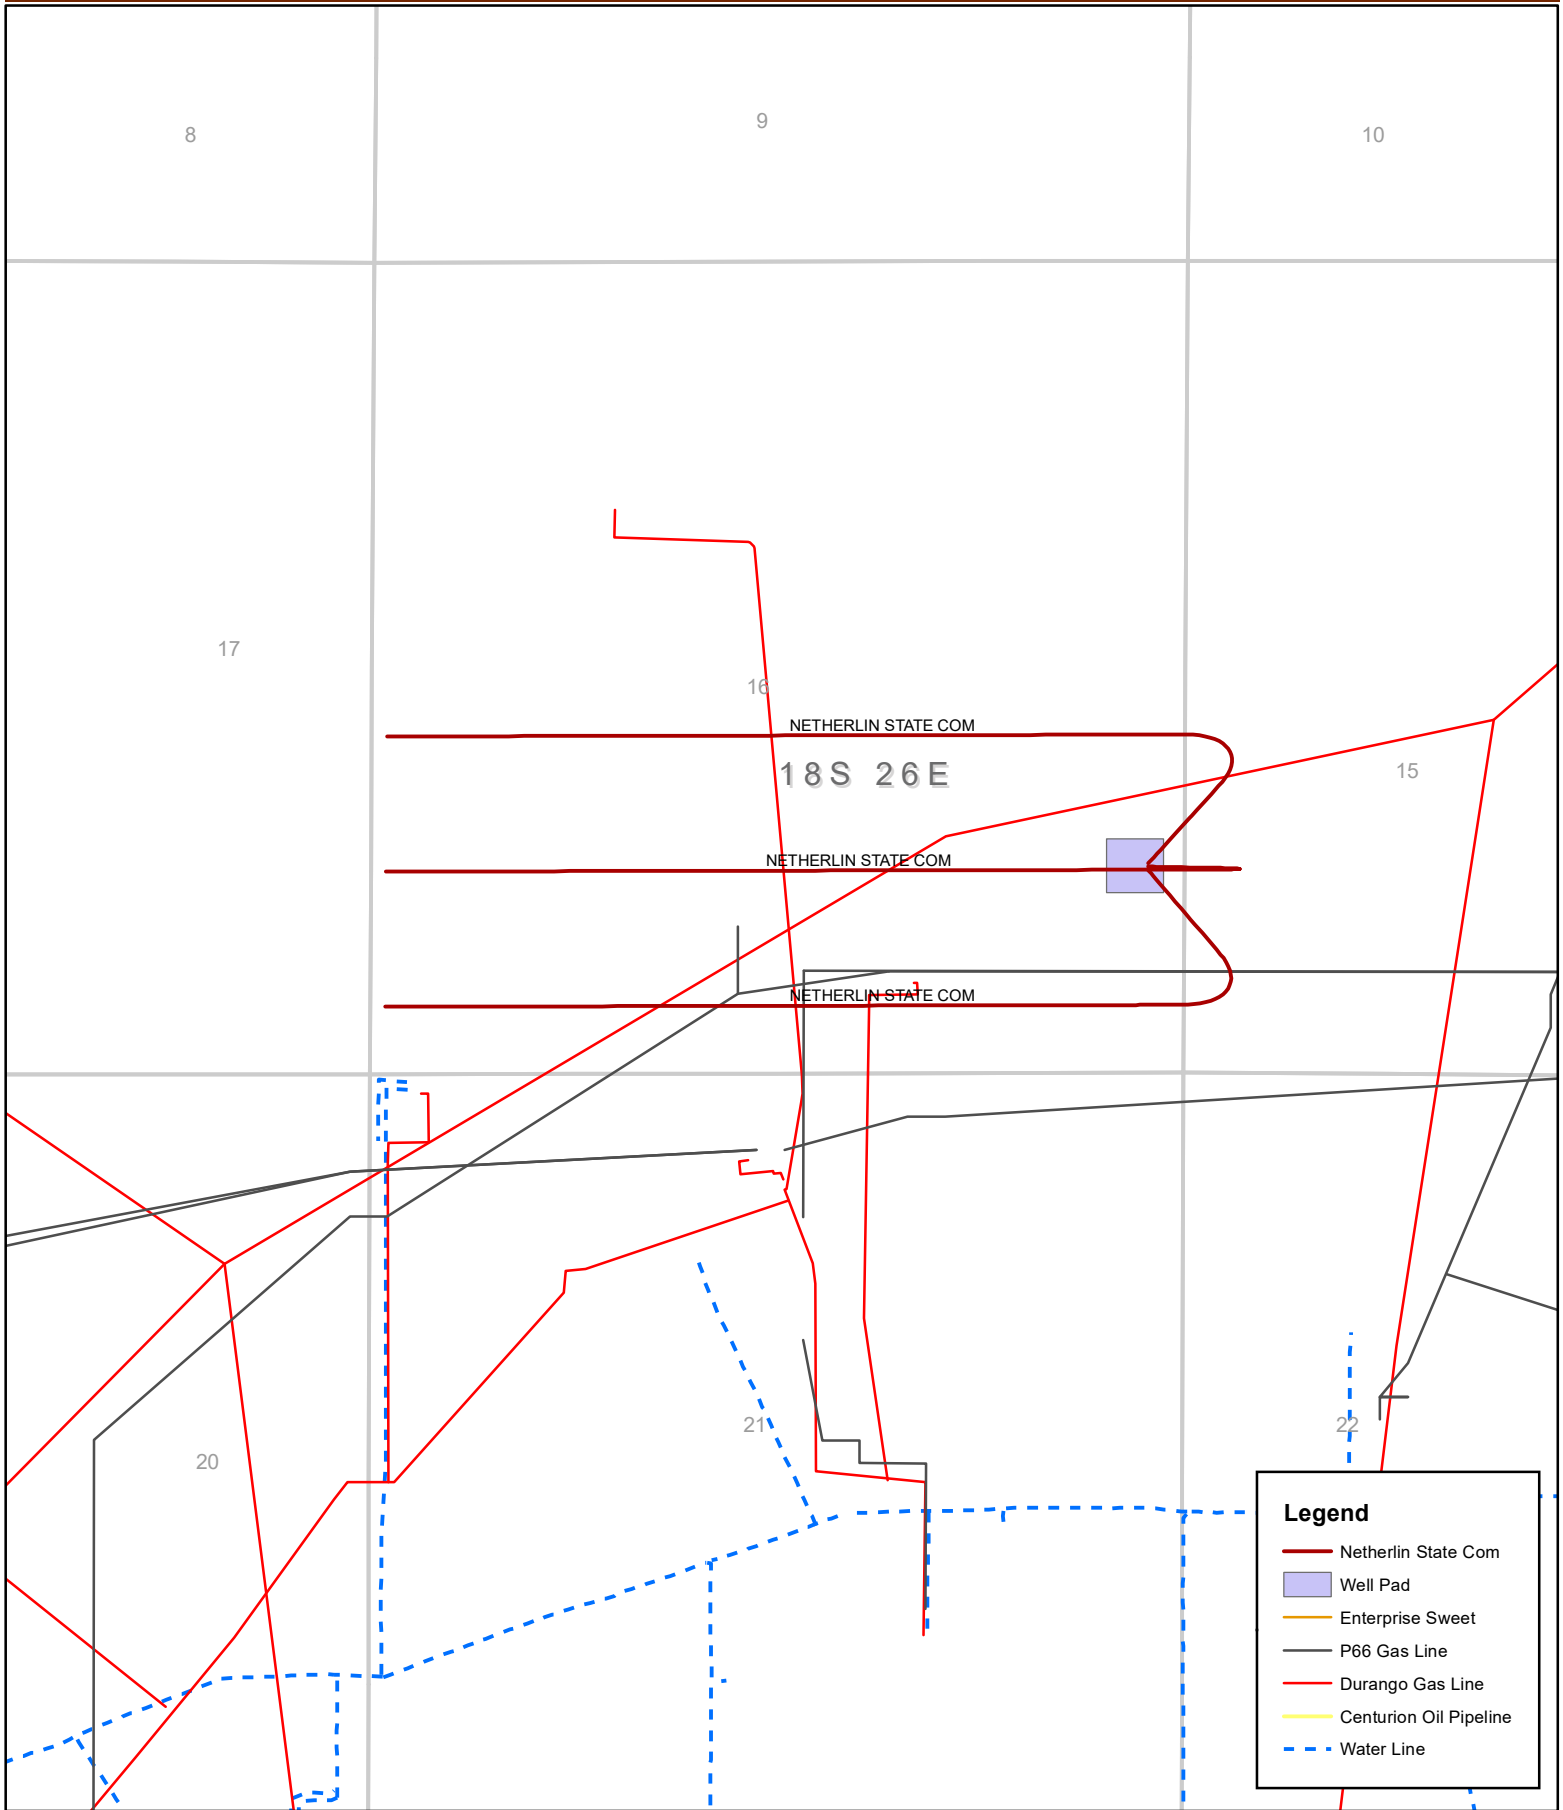 8
9
10
17
16
NETHERLIN STATE COM
18S 26E
15
NETHERLIN STATE COM
NETHERLIN STATE COM
20
21
22
Legend
Netherlin State Com
Well Pad
Enterprise Sweet
P66 Gas Line
Durango Gas Line
Centurion Oil Pipeline
Water Line